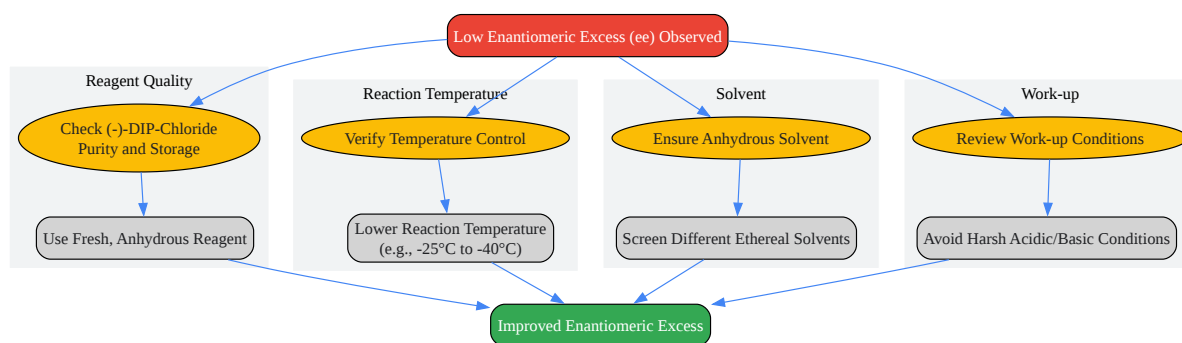 Low Enantiomeric Excess (ee) Observed
Reagent Quality
Check (-)-DIP-Chloride
Purity and Storage
Use Fresh, Anhydrous Reagent
Reaction Temperature
Verify Temperature Control
Lower Reaction Temperature
(e.g., -25°C to -40°C)
Solvent
Ensure Anhydrous Solvent
Screen Different Ethereal Solvents
Work-up
Review Work-up Conditions
Avoid Harsh Acidic/Basic Conditions
Improved Enantiomeric Excess